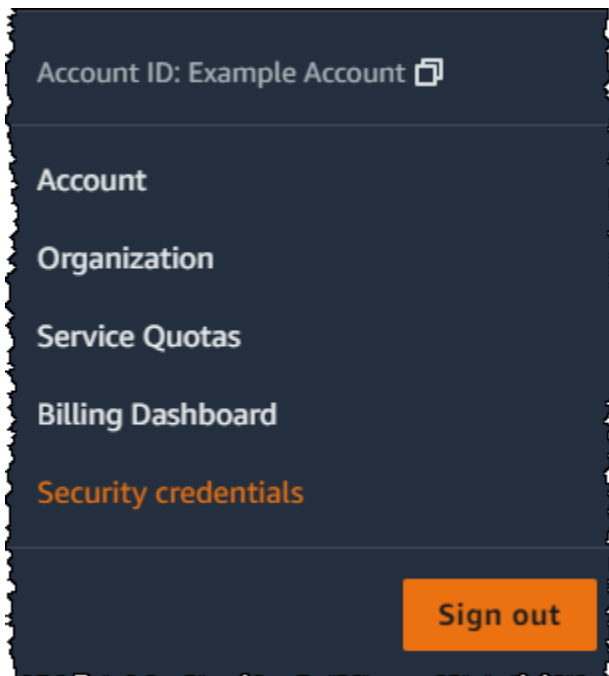 Account ID: Example Account
Account
Organization
Service Quotas
Billing Dashboard
Security credentials
Sign out